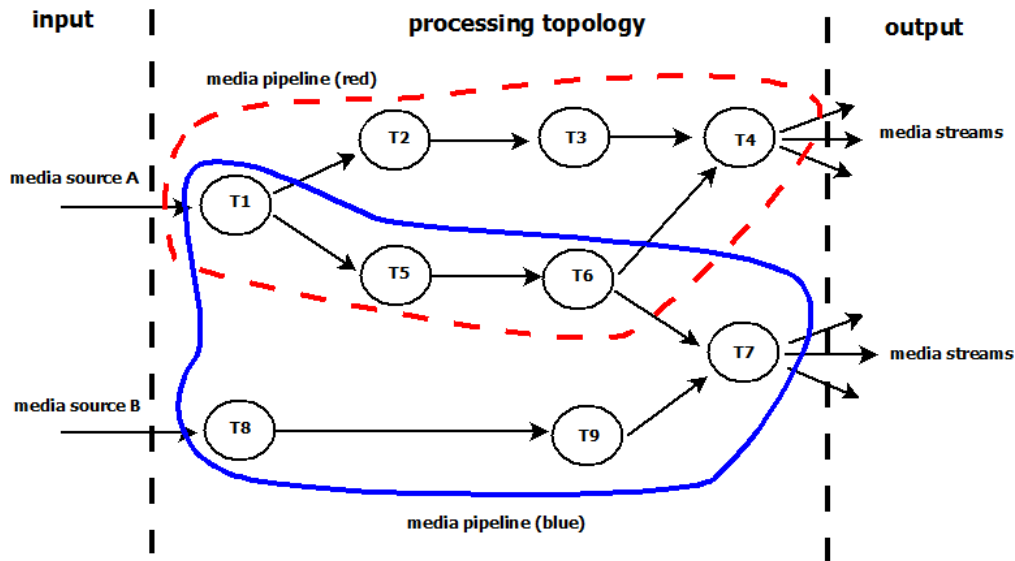 input
processing topology
output
media pipeline (red)
T2
T3
T4
media streams
media source A
T1
T5
T6
T7
media streams
media source B
T8
T9
media pipeline (blue)